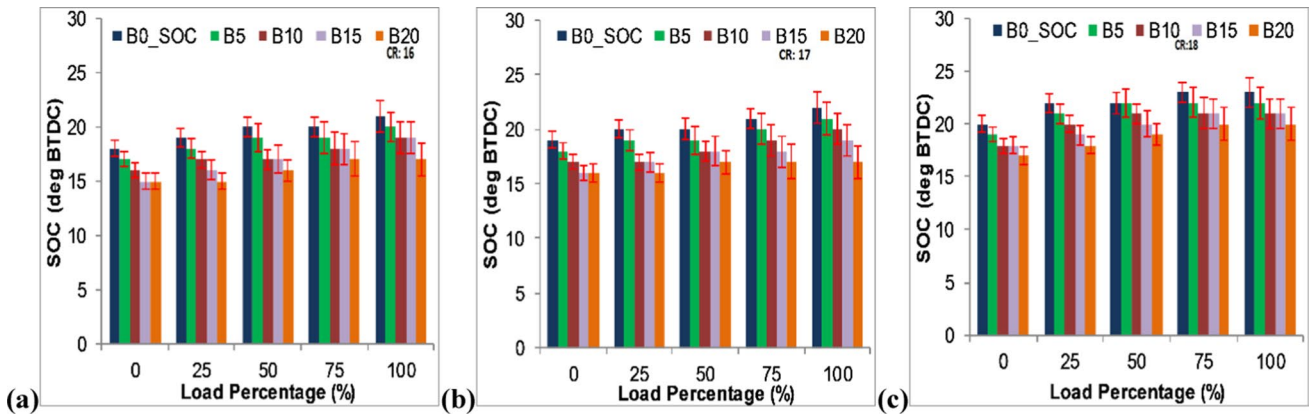 B0_SOC B5 B10 B15 B20
CR: 16
SOC (deg BTDC)
30
25
20
15
10
5
0
0 25 50 75 100
Load Percentage (%)
(a)
B0_SOC B5 B10 B15 B20
CR: 17
SOC (deg BTDC)
30
25
20
15
10
5
0
0 25 50 75 100
Load Percentage (%)
(b)
B0_SOC B5 B10 B15 B20
CR:18
SOC (deg BTDC)
30
25
20
15
10
5
0
0 25 50 75 100
Load Percentage (%)
(c)